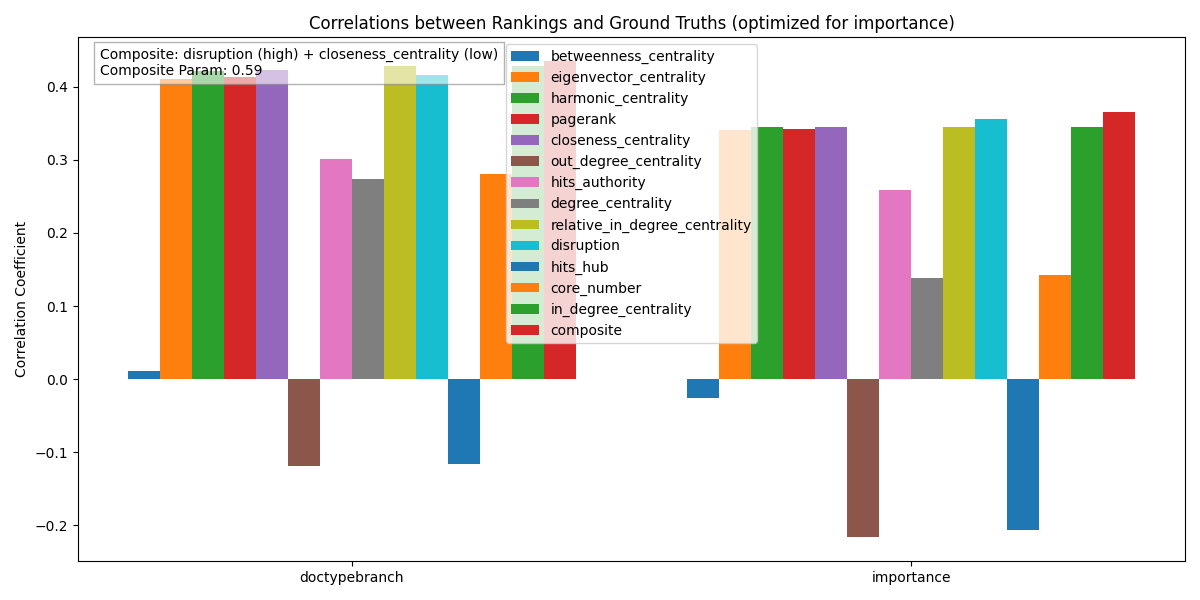 Correlations between Rankings and Ground Truths (optimized for importance)
Composite: disruption (high) + closeness_centrality (low)
Composite Param: 0.59
betweenness_centrality
eigenvector_centrality
harmonic_centrality
pagerank
closeness_centrality
out_degree_centrality
hits_authority
degree_centrality
relative_in_degree_centrality
disruption
hits_hub
core_number
in_degree_centrality
composite
Correlation Coefficient
0.4
0.3
0.2
0.1
0.0
−0.1
−0.2
doctypebranch
importance